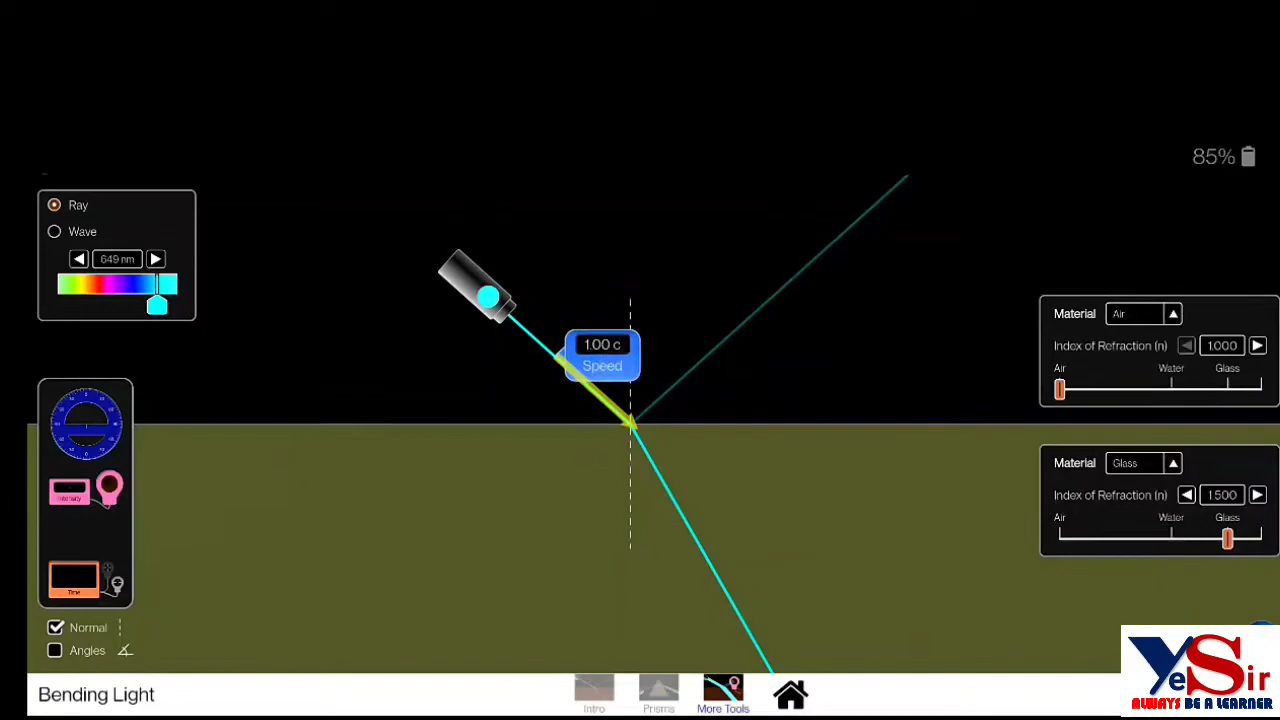 85%
Ray
Wave
649 nm
1.00 c
Speed
Material Air
Index of Refraction (n) 1.000
Air Water Glass
Material Glass
Index of Refraction (n) 1.500
Air Water Glass
Intensity
Time
Normal
Angles
Bending Light
Intro
Prisms
More Tools
YeSir
ALWAYS BE A LEARNER